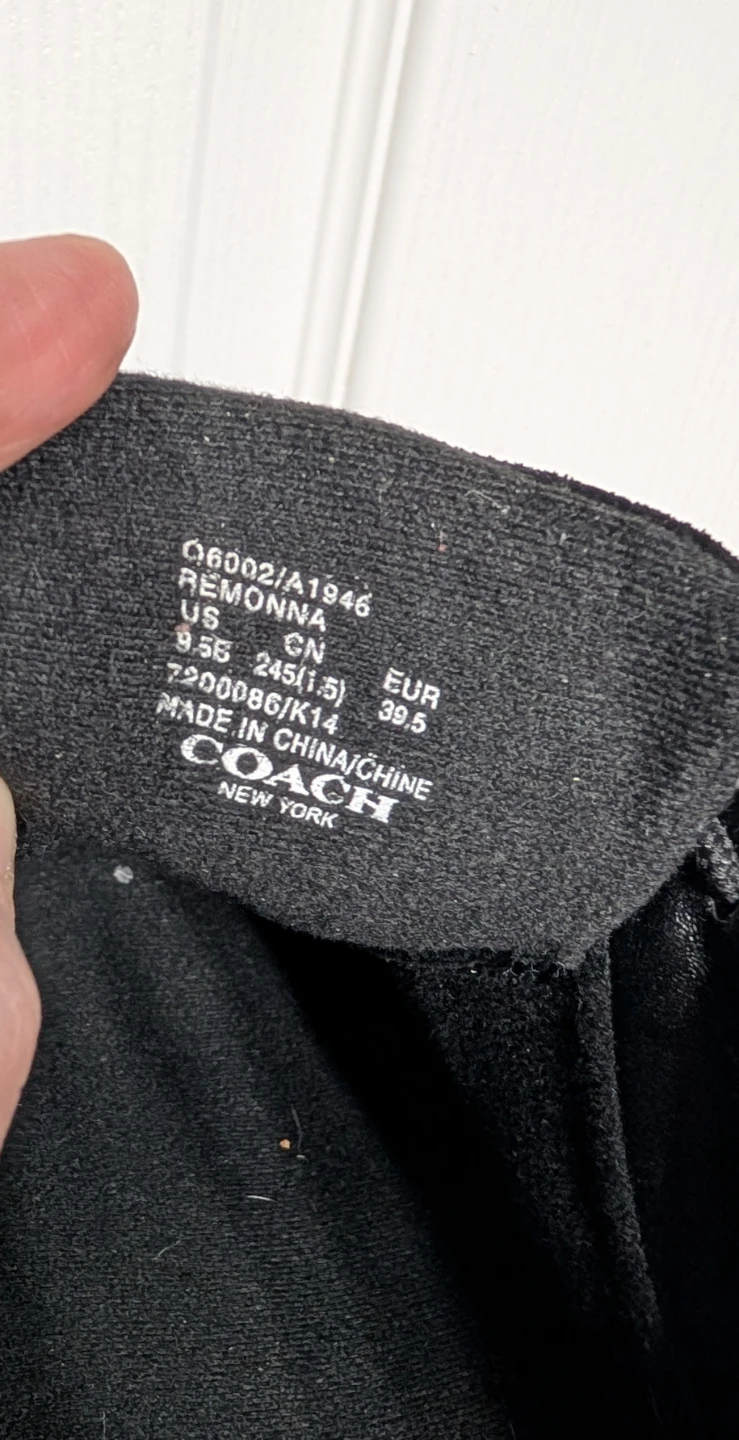 Q6002/A1946
REMONNA
US CN EUR
9.5B 245(1.5) 39.5
7200086/K14
MADE IN CHINA/CHINE
COACH
NEW YORK